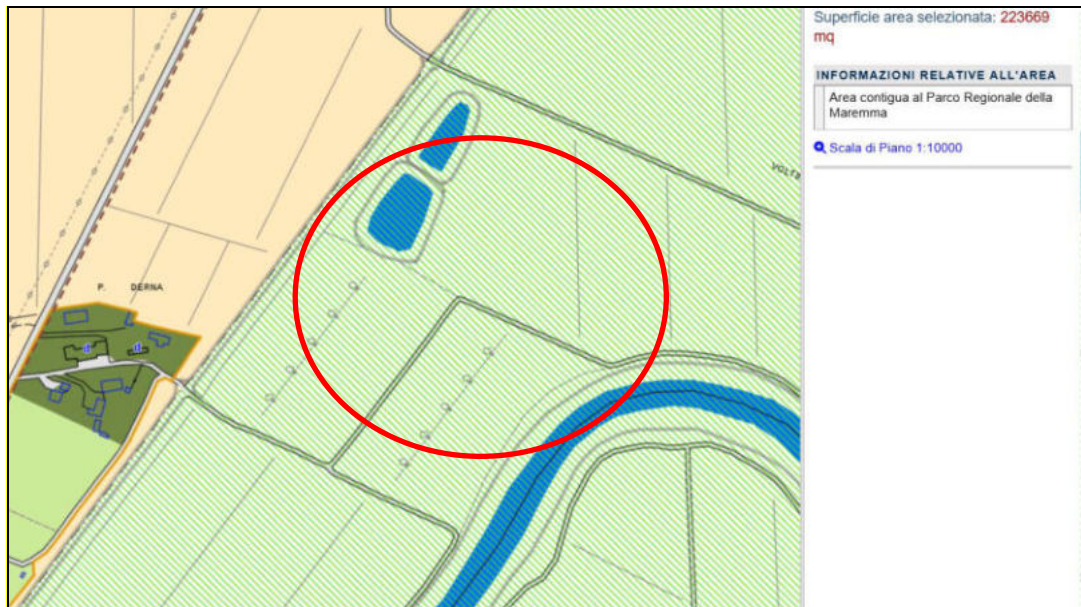 Superficie area selezionata: 223669
mq
INFORMAZIONI RELATIVE ALL'AREA
Area contigua al Parco Regionale della
Maremma
Scala di Piano 1:10000
P. DERNA
d d